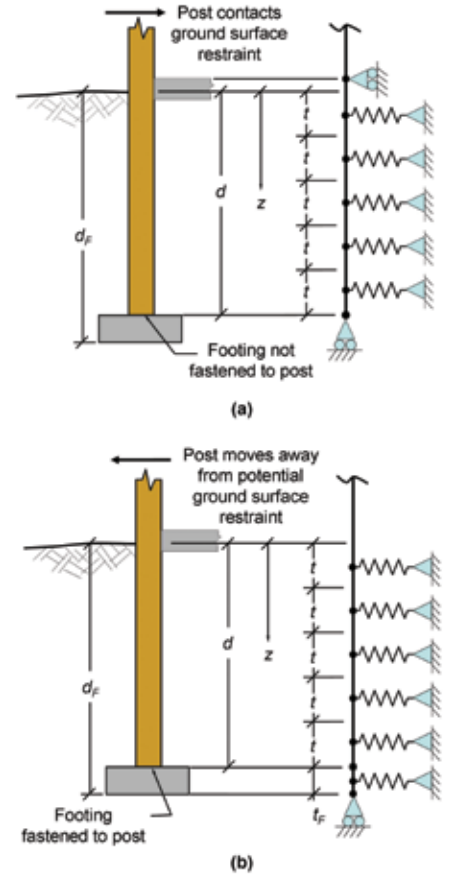 Post contacts
ground surface
restraint
t
t
d
z
t
d_F
t
t
Footing not
fastened to post
(a)
Post moves away
from potential
ground surface
restraint
t
t
d
z
t
d_F
t
t
Footing
fastened to post
t_F
(b)